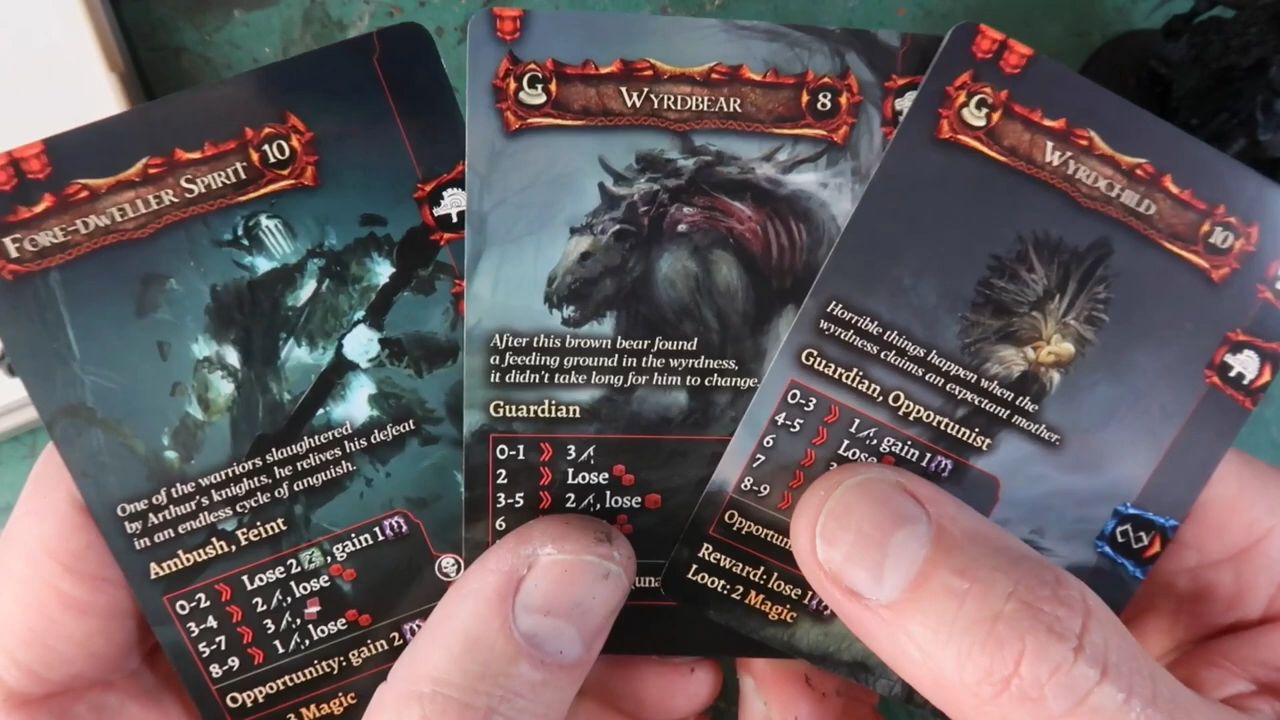 FORE-DWELLER SPIRIT 10
One of the warriors slaughtered
by Arthur's knights, he relives his defeat
in an endless cycle of anguish.
Ambush, Feint
0-2 Lose 2, gain 1
3-4 2, lose
5-7 3,
8-9 1, lose
Opportunity: gain 2
Magic
G WYRDBEAR 8
After this brown bear found
a feeding ground in the wyrdness,
it didn't take long for him to change.
Guardian
0-1 3
2 Lose
3-5 2, lose
6
G WYRDCHILD 10
Horrible things happen when the
wyrdness claims an expectant mother.
Guardian, Opportunist
0-3 1, gain 1
4-5 Lose
6
7
8-9
Reward: lose 1
Loot: 2 Magic